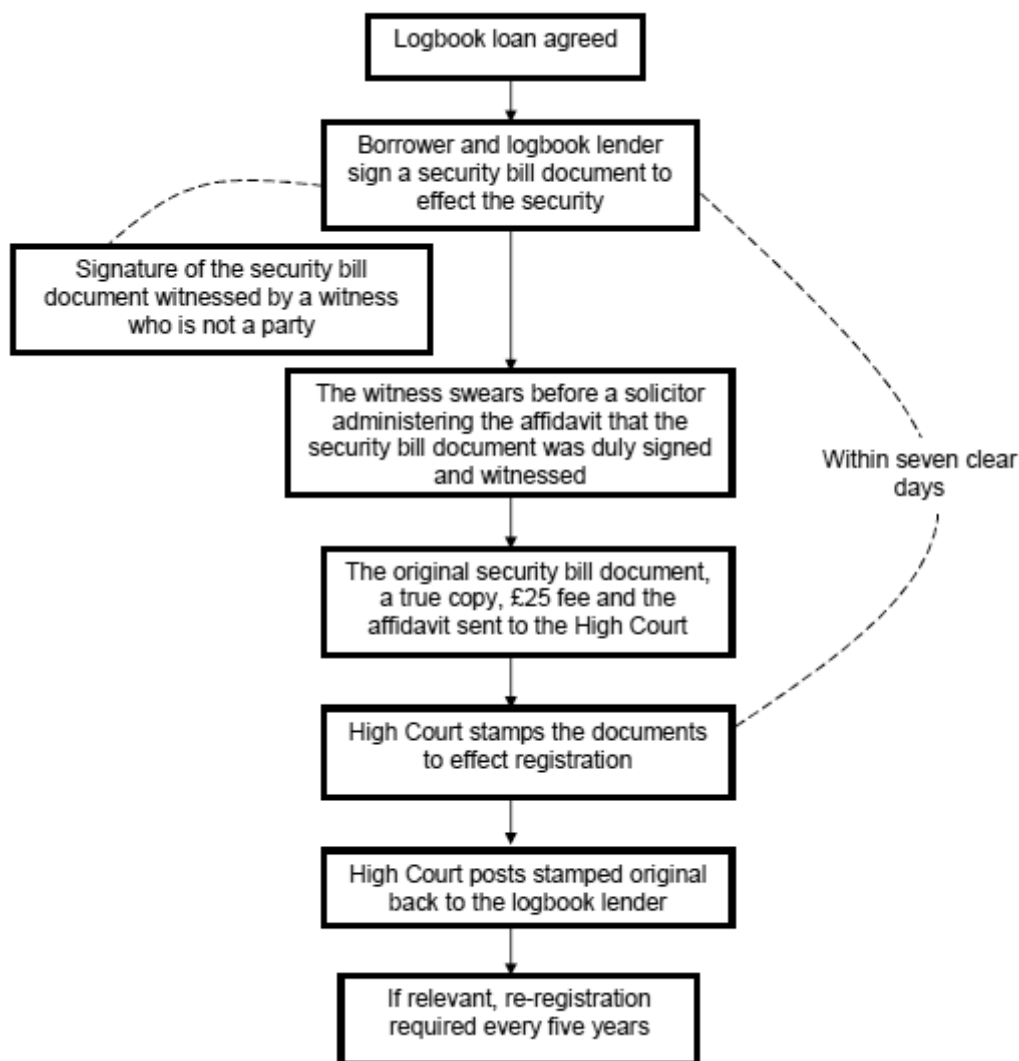 Logbook loan agreed
Borrower and logbook lender
sign a security bill document to
effect the security
Signature of the security bill
document witnessed by a witness
who is not a party
The witness swears before a solicitor
administering the affidavit that the
security bill document was duly signed
and witnessed
Within seven clear
days
The original security bill document,
a true copy, £25 fee and the
affidavit sent to the High Court
High Court stamps the documents
to effect registration
High Court posts stamped original
back to the logbook lender
If relevant, re-registration
required every five years